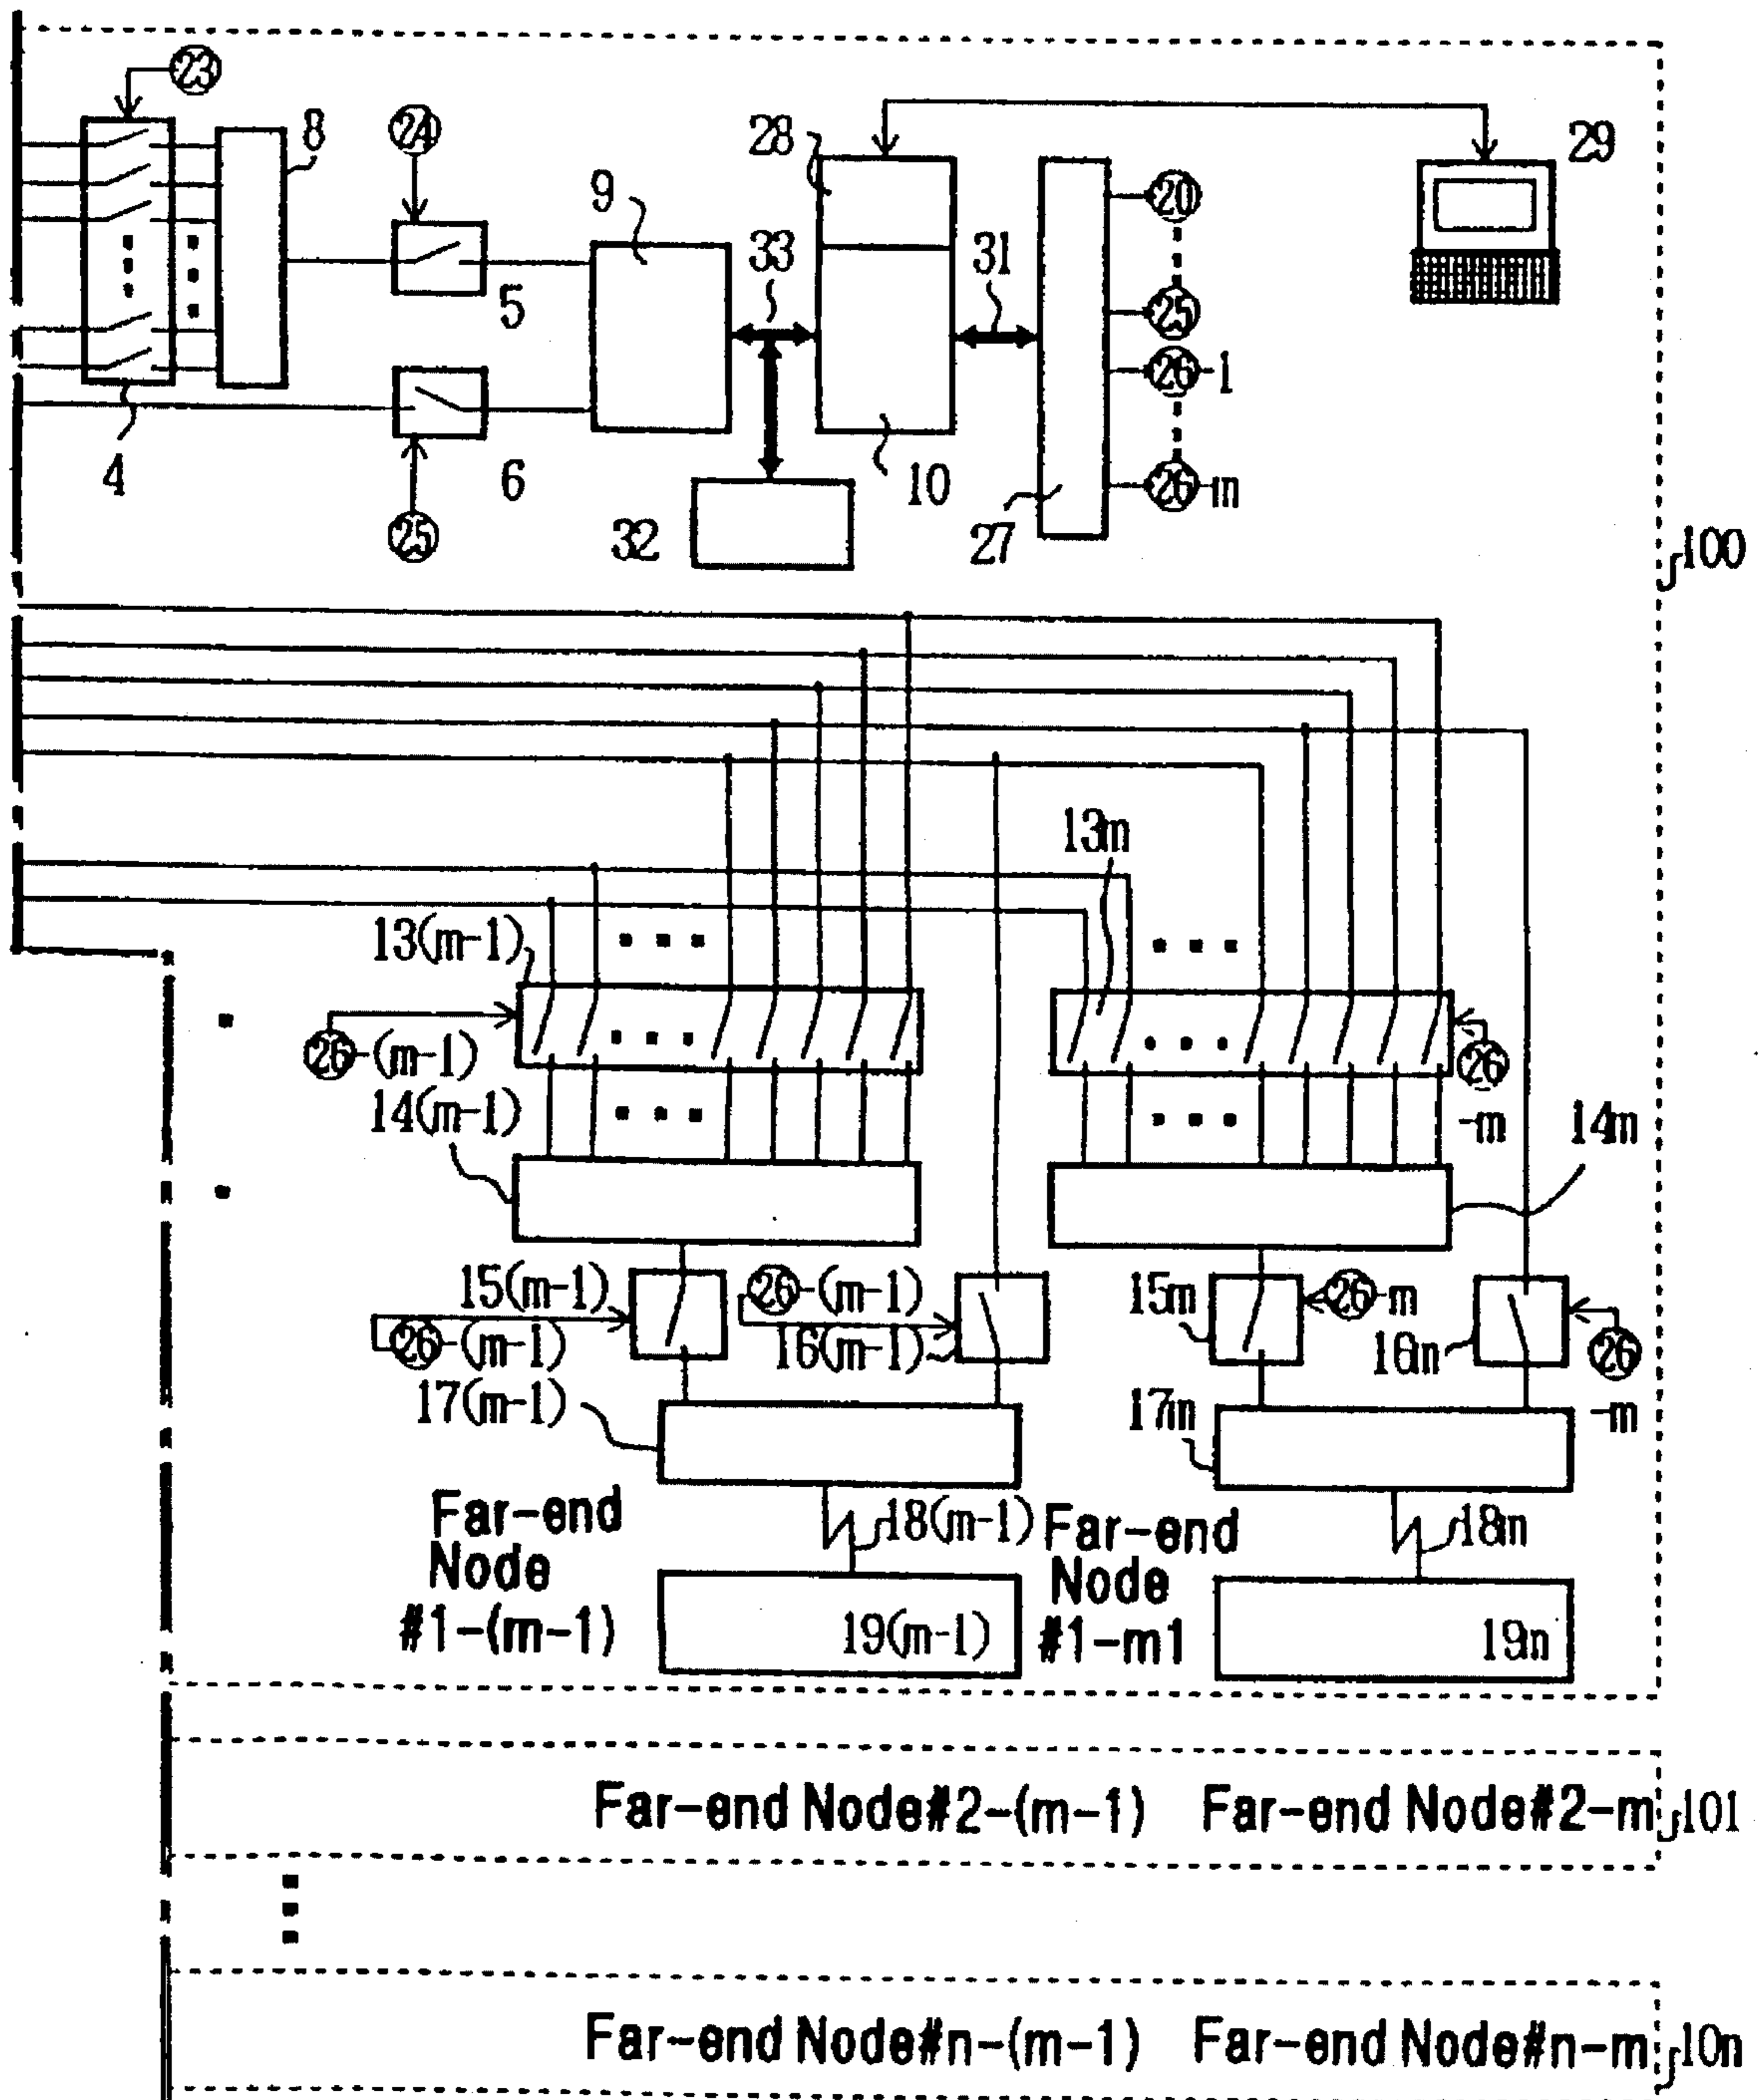 23
8
24
28
29
9
20
33
31
5
25
26-1
4
6
10
26-m
25
32
27
100
13m
13(m-1)
26-(m-1)
26
-m
14(m-1)
14m
15(m-1)
26-(m-1)
26-(m-1)
16(m-1)
15m
26-m
16m
26
-m
17(m-1)
17m
Far-end
Node
#1-(m-1)
18(m-1)
Far-end
Node
#1-m1
18m
19(m-1)
19m
Far-end Node#2-(m-1) Far-end Node#2-m
101
Far-end Node#n-(m-1) Far-end Node#n-m
10n